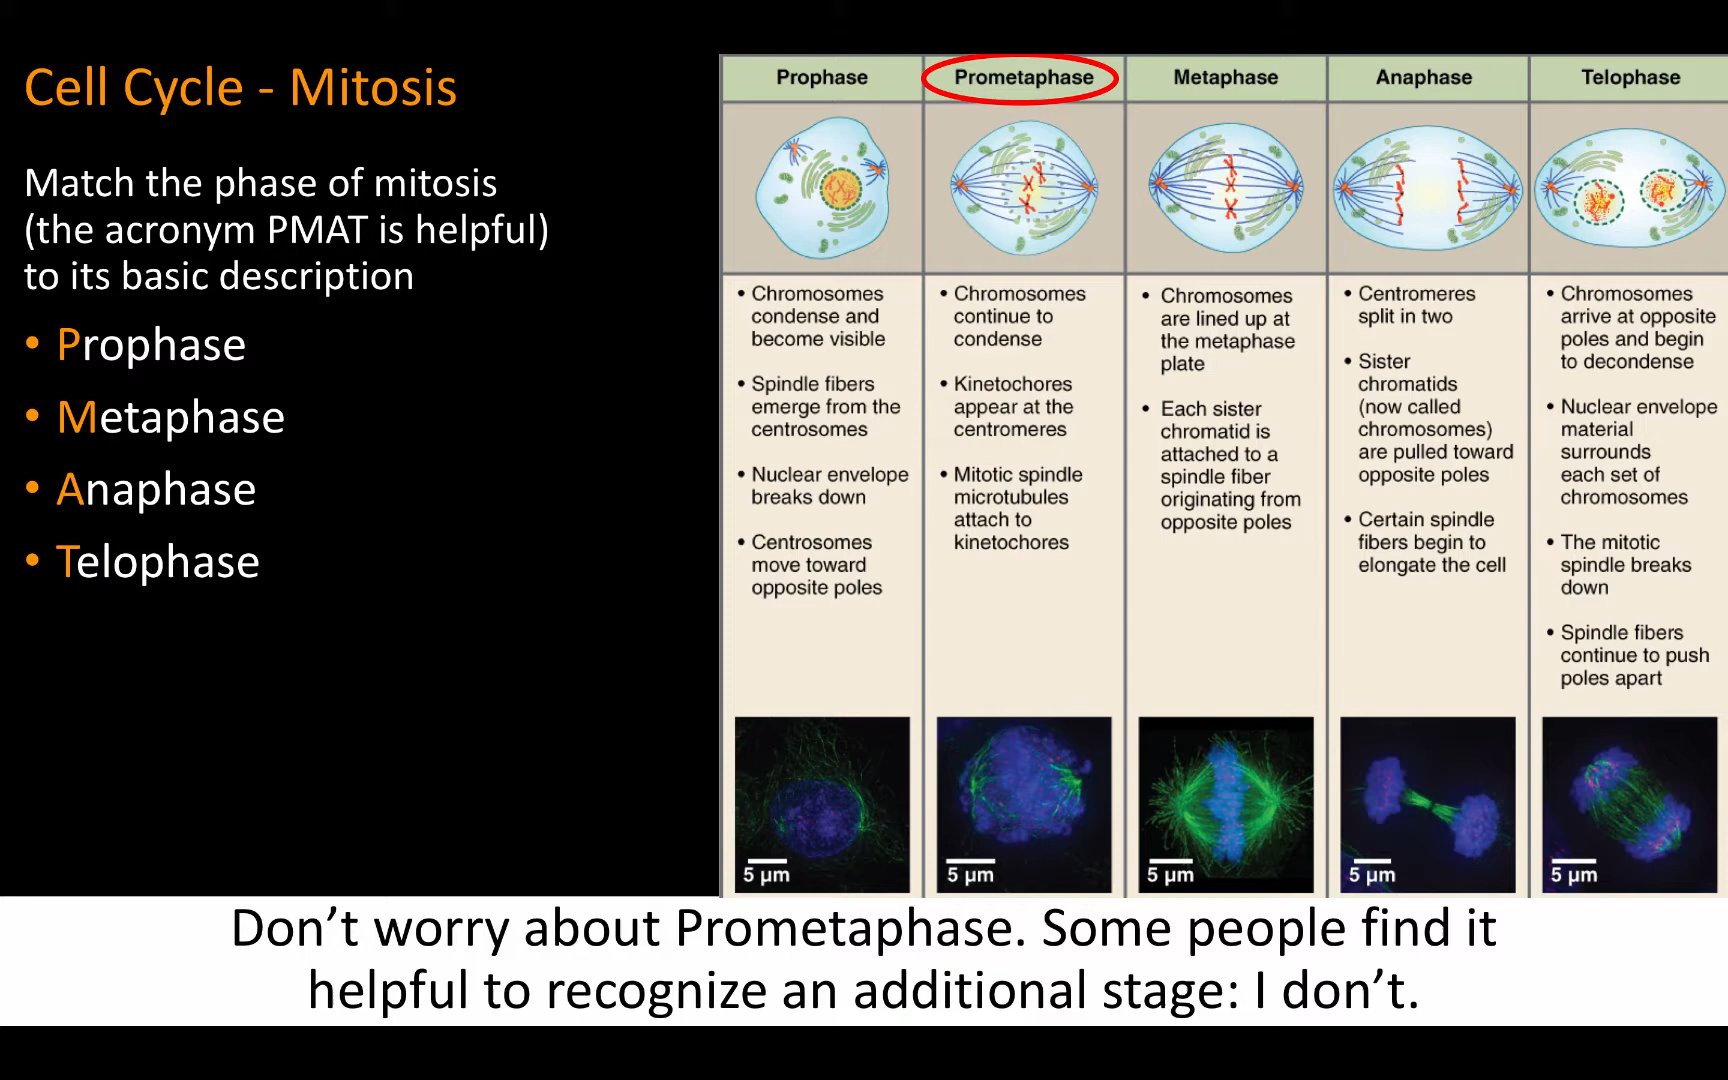 Cell Cycle - Mitosis
Match the phase of mitosis
(the acronym PMAT is helpful)
to its basic description
• Prophase
• Metaphase
• Anaphase
• Telophase
Prophase
• Chromosomes
condense and
become visible
• Spindle fibers
emerge from the
centrosomes
• Nuclear envelope
breaks down
• Centrosomes
move toward
opposite poles
5 µm
Prometaphase
• Chromosomes
continue to
condense
• Kinetochores
appear at the
centromeres
• Mitotic spindle
microtubules
attach to
kinetochores
5 µm
Metaphase
• Chromosomes
are lined up at
the metaphase
plate
• Each sister
chromatid is
attached to a
spindle fiber
originating from
opposite poles
5 µm
Anaphase
• Centromeres
split in two
• Sister
chromatids
(now called
chromosomes)
are pulled toward
opposite poles
• Certain spindle
fibers begin to
elongate the cell
5 µm
Telophase
• Chromosomes
arrive at opposite
poles and begin
to decondense
• Nuclear envelope
material
surrounds
each set of
chromosomes
• The mitotic
spindle breaks
down
• Spindle fibers
continue to push
poles apart
5 µm
Don’t worry about Prometaphase. Some people find it
helpful to recognize an additional stage: I don’t.